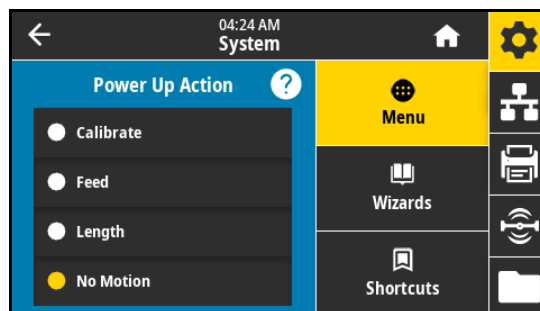 04:24 AM
System
Power Up Action
?
Calibrate
Feed
Length
No Motion
Menu
Wizards
Shortcuts